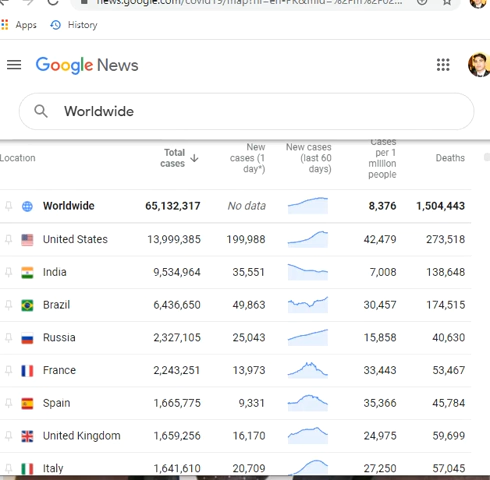 news.google.com/covid19/map?hl=en-PK&mid=%2Fm%2F02...
Apps History
Google News
Worldwide
Location Total cases New cases (1 day*) New cases (last 60 days) Cases per 1 million people Deaths
Worldwide 65,132,317 No data 8,376 1,504,443
United States 13,999,385 199,988 42,479 273,518
India 9,534,964 35,551 7,008 138,648
Brazil 6,436,650 49,863 30,457 174,515
Russia 2,327,105 25,043 15,858 40,630
France 2,243,251 13,973 33,443 53,467
Spain 1,665,775 9,331 35,366 45,784
United Kingdom 1,659,256 16,170 24,975 59,699
Italy 1,641,610 20,709 27,250 57,045